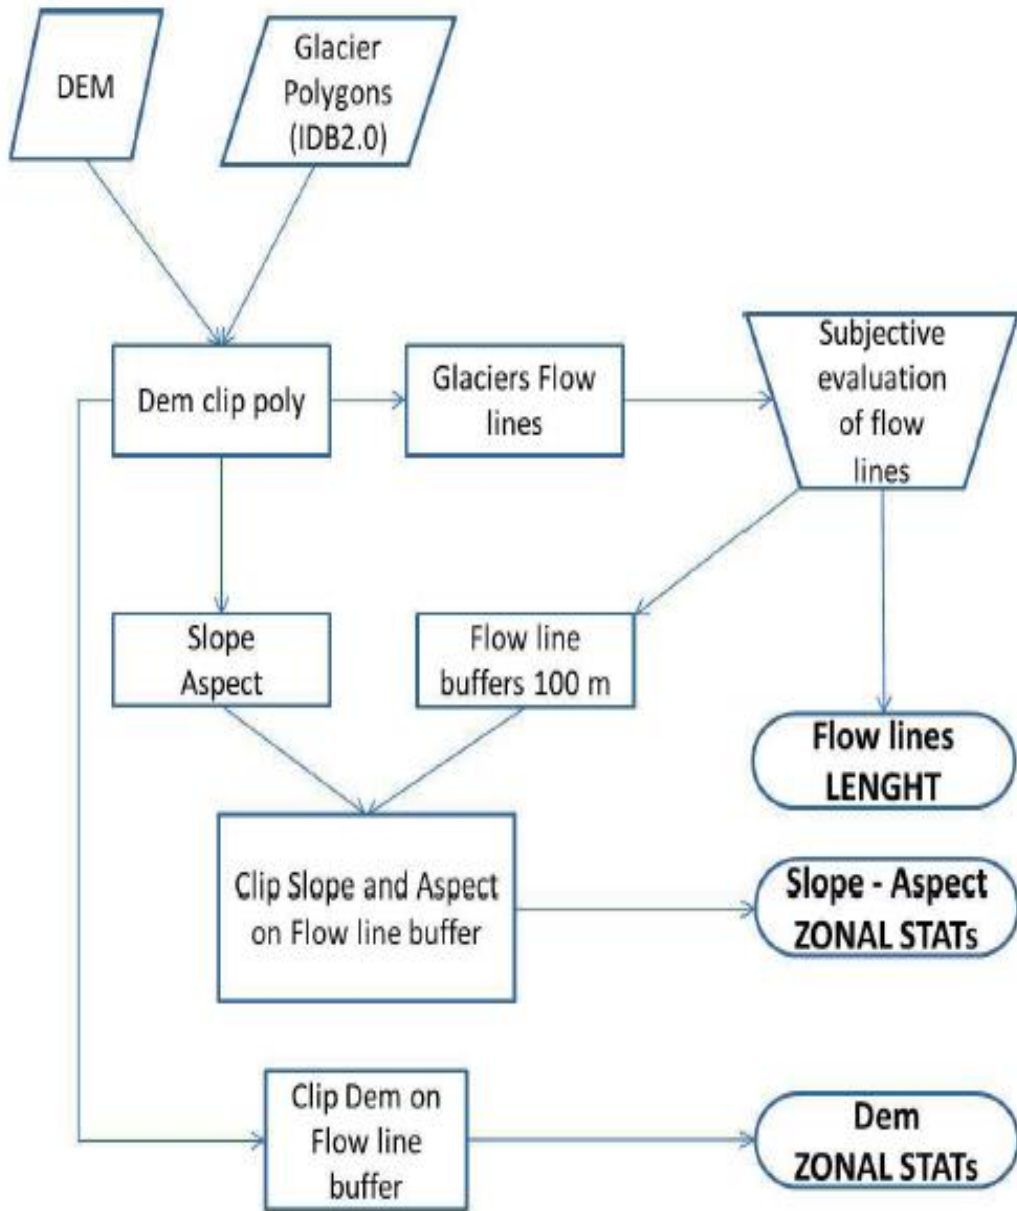 DEM
Glacier
Polygons
(IDB2.0)
Dem clip poly
Glaciers Flow
lines
Subjective
evaluation
of flow
lines
Slope
Aspect
Flow line
buffers 100 m
Flow lines
LENGHT
Clip Slope and Aspect
on Flow line buffer
Slope - Aspect
ZONAL STATs
Clip Dem on
Flow line
buffer
Dem
ZONAL STATs